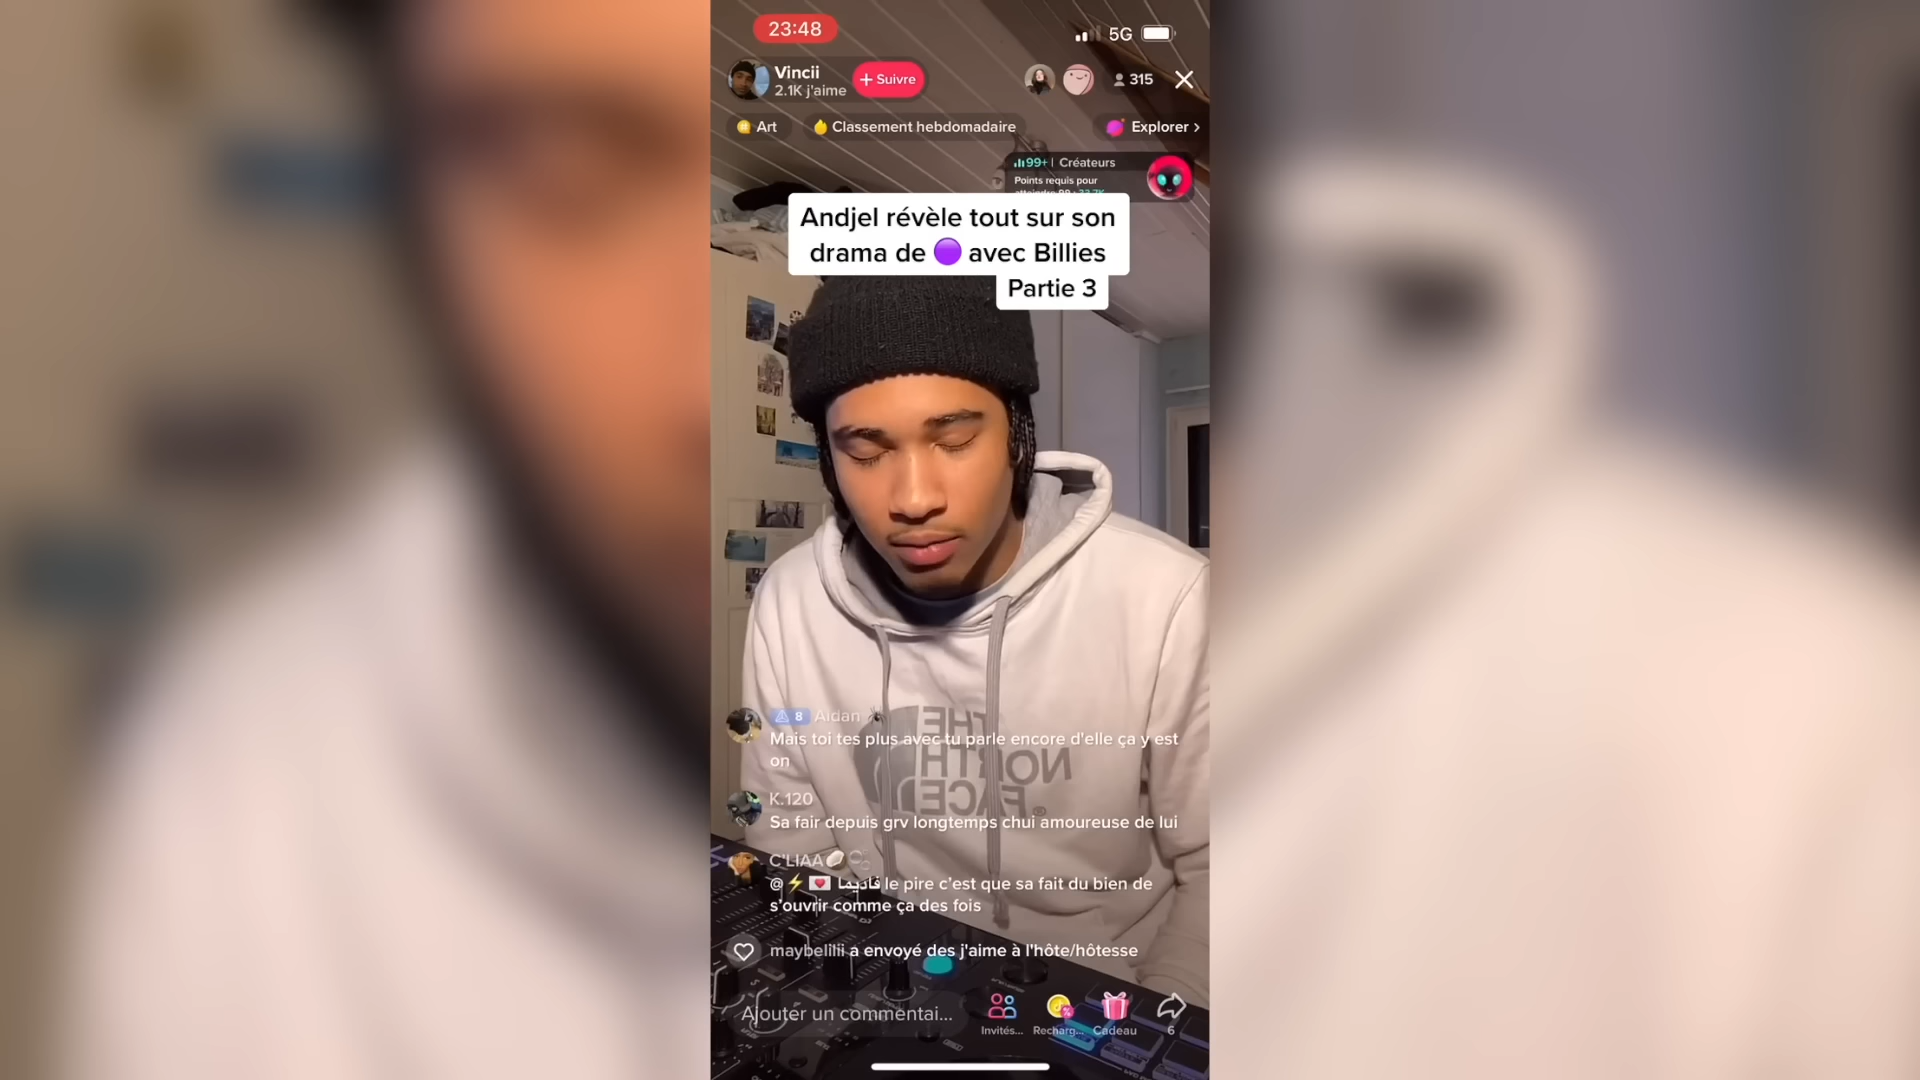 23:48
5G
Vincii
2.1K j'aime
+ Suivre
315
Art
Classement hebdomadaire
Explorer >
99+ | Créateurs
Points requis pour
Andjel révèle tout sur son
drama de 🟣 avec Billies
Partie 3
THE
NORTH
FACE
8 Aidan
Mais toi tes plus avec tu parle encore d'elle ça y est
on
K.120
Sa fair depuis grv longtemps chui amoureuse de lui
C'LIAA
@⚡💌 فاديما le pire c'est que sa fait du bien de
s'ouvrir comme ça des fois
maybelilii a envoyé des j'aime à l'hôte/hôtesse
Ajouter un commentai...
Invités...
Recharg...
Cadeau
6